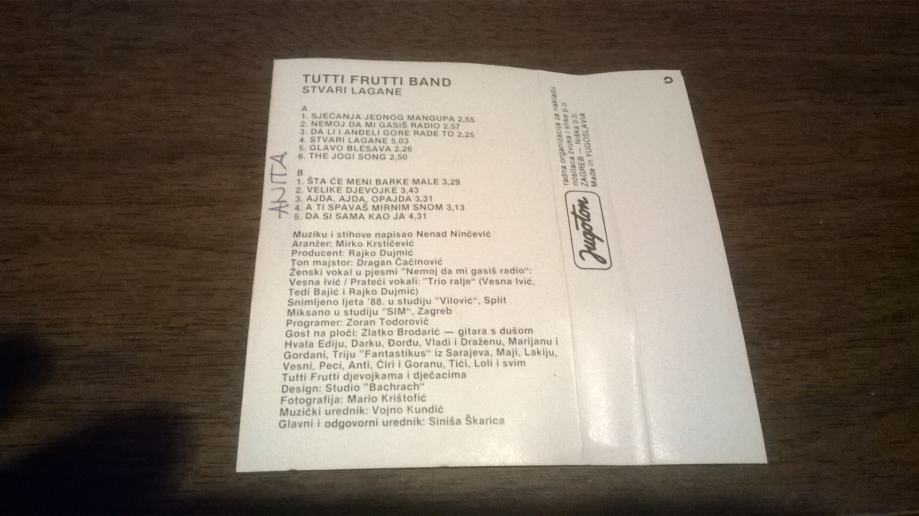 TUTTI FRUTTI BAND
STVARI LAGANE
A
1. SJEĆANJA JEDNOG MANGUPA 2,55
2. NEMOJ DA MI GASIŠ RADIO 2,57
3. DA LI I ANĐELI GORE RADE TO 2,25
4. STVARI LAGANE 5,03
5. GLAVO BLESAVA 2,26
6. THE JOGI SONG 2,50
B
1. ŠTA ĆE MENI BARKE MALE 3,29
2. VELIKE DJEVOJKE 3,43
3. AJDA, AJDA, OPAJDA 3,31
4. A TI SPAVAŠ MIRNIM SNOM 3,13
5. DA SI SAMA KAO JA 4,31
Muziku i stihove napisao Nenad Ninčević
Aranžer: Mirko Krstičević
Producent: Rajko Dujmić
Ton majstor: Dragan Čačinović
Ženski vokal u pjesmi "Nemoj da mi gasiš radio":
Vesna Ivić / Prateći vokali: "Trio ralje" (Vesna Ivić,
Tedi Bajić i Rajko Dujmić)
Snimljeno ljeta '88. u studiju "Vilović", Split
Miksano u studiju "SIM", Zagreb
Programer: Zoran Todorović
Gost na ploči: Zlatko Brodarić — gitara s dušom
Hvala Ediju, Darku, Đorđu, Vladi i Draženu, Marijanu i
Gordani, Triju "Fantastikus" iz Sarajeva, Maji, Lakiju,
Vesni, Peci, Anti, Ćiri i Goranu, Tići, Loli i svim
Tutti Frutti djevojkama i dječacima
Design: Studio "Bachrach"
Fotografija: Mario Krištofić
Muzički urednik: Vojno Kundić
Glavni i odgovorni urednik: Siniša Škarica
ANITA
Jugoton
radna organizacija za nakladu
nosilaca zvuka i slike p.o.
ZAGREB — Niška b.b.
Made in YUGOSLAVIA